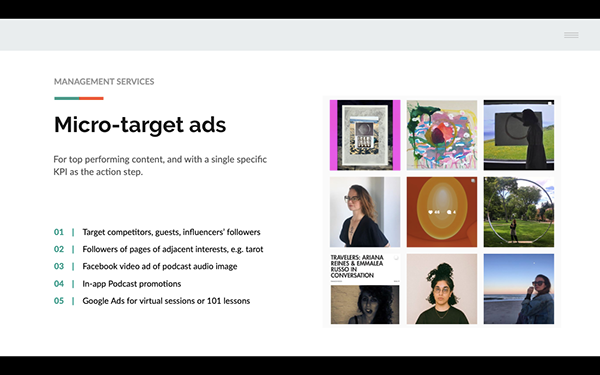 MANAGEMENT SERVICES
Micro-target ads
For top performing content, and with a single specific
KPI as the action step.
01 | Target competitors, guests, influencers' followers
02 | Followers of pages of adjacent interests, e.g. tarot
03 | Facebook video ad of podcast audio image
04 | In-app Podcast promotions
05 | Google Ads for virtual sessions or 101 lessons
TRAVELERS: ARIANA
REINES & EMMALEA
RUSSO IN
CONVERSATION